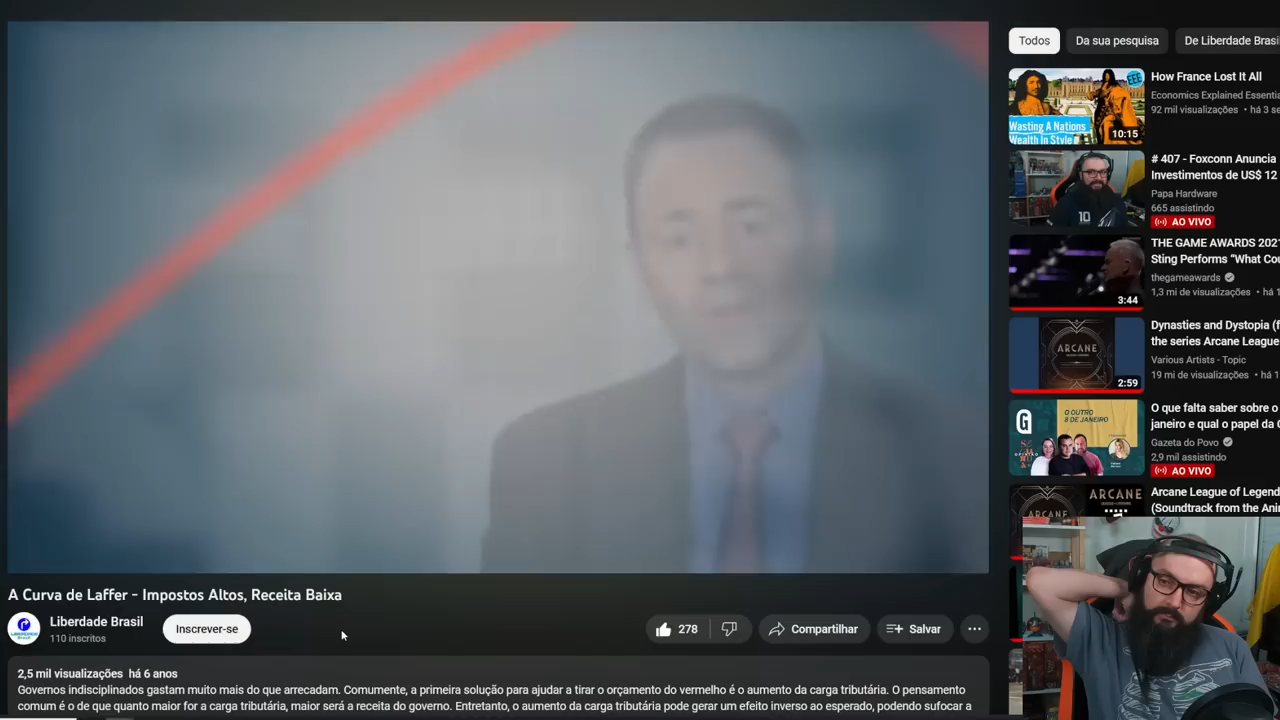 Todos
Da sua pesquisa
De Liberdade Brasil
How France Lost It All
Economics Explained Essentia
92 mil visualizações • há 3 se
EEE
Wasting A Nations
Wealth In Style
10:15
# 407 - Foxconn Anuncia
Investimentos de US$ 12
Papa Hardware
665 assistindo
AO VIVO
10
THE GAME AWARDS 202
Sting Performs "What Cou
thegameawards
1,3 mi de visualizações • há 1
3:44
Dynasties and Dystopia (f
the series Arcane League
Various Artists - Topic
19 mi de visualizações • há 1
ARCANE
2:59
O que falta saber sobre o
janeiro e qual o papel da
Gazeta do Povo
2,9 mil assistindo
AO VIVO
G
O OUTRO
8 DE JANEIRO
Arcane League of Legend
(Soundtrack from the Ani
ARCANE
ARCANE
A Curva de Laffer - Impostos Altos, Receita Baixa
Liberdade Brasil
110 inscritos
Inscrever-se
278
Compartilhar
Salvar
2,5 mil visualizações há 6 anos
Governos indisciplinados gastam muito mais do que arrecadam. Comumente, a primeira solução para ajudar a tirar o orçamento do vermelho é o aumento da carga tributária. O pensamento
comum é o de que quanto maior for a carga tributária, maior será a receita do governo. Entretanto, o aumento da carga tributária pode gerar um efeito inverso ao esperado, podendo sufocar a